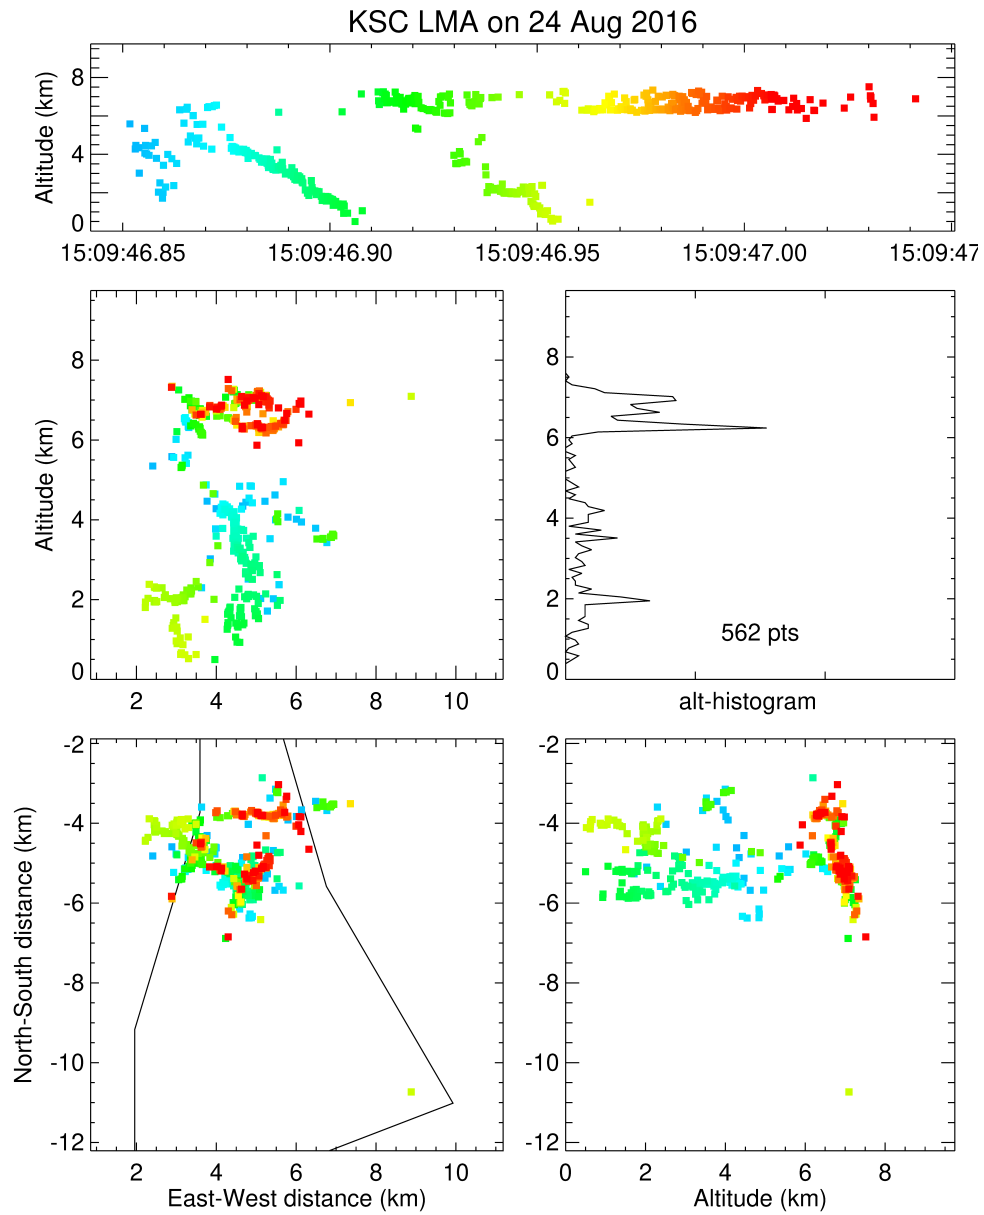 KSC LMA on 24 Aug 2016
Altitude (km)
8
4
0
15:09:46.85 15:09:46.90 15:09:46.95 15:09:47.00 15:09:47
Altitude (km)
8
6
4
2
0
2 4 6 8 10
8
6
4
2
0
562 pts
alt-histogram
North-South distance (km)
-2
-4
-6
-8
-10
-12
2 4 6 8 10
East-West distance (km)
-2
-4
-6
-8
-10
-12
0 2 4 6 8
Altitude (km)